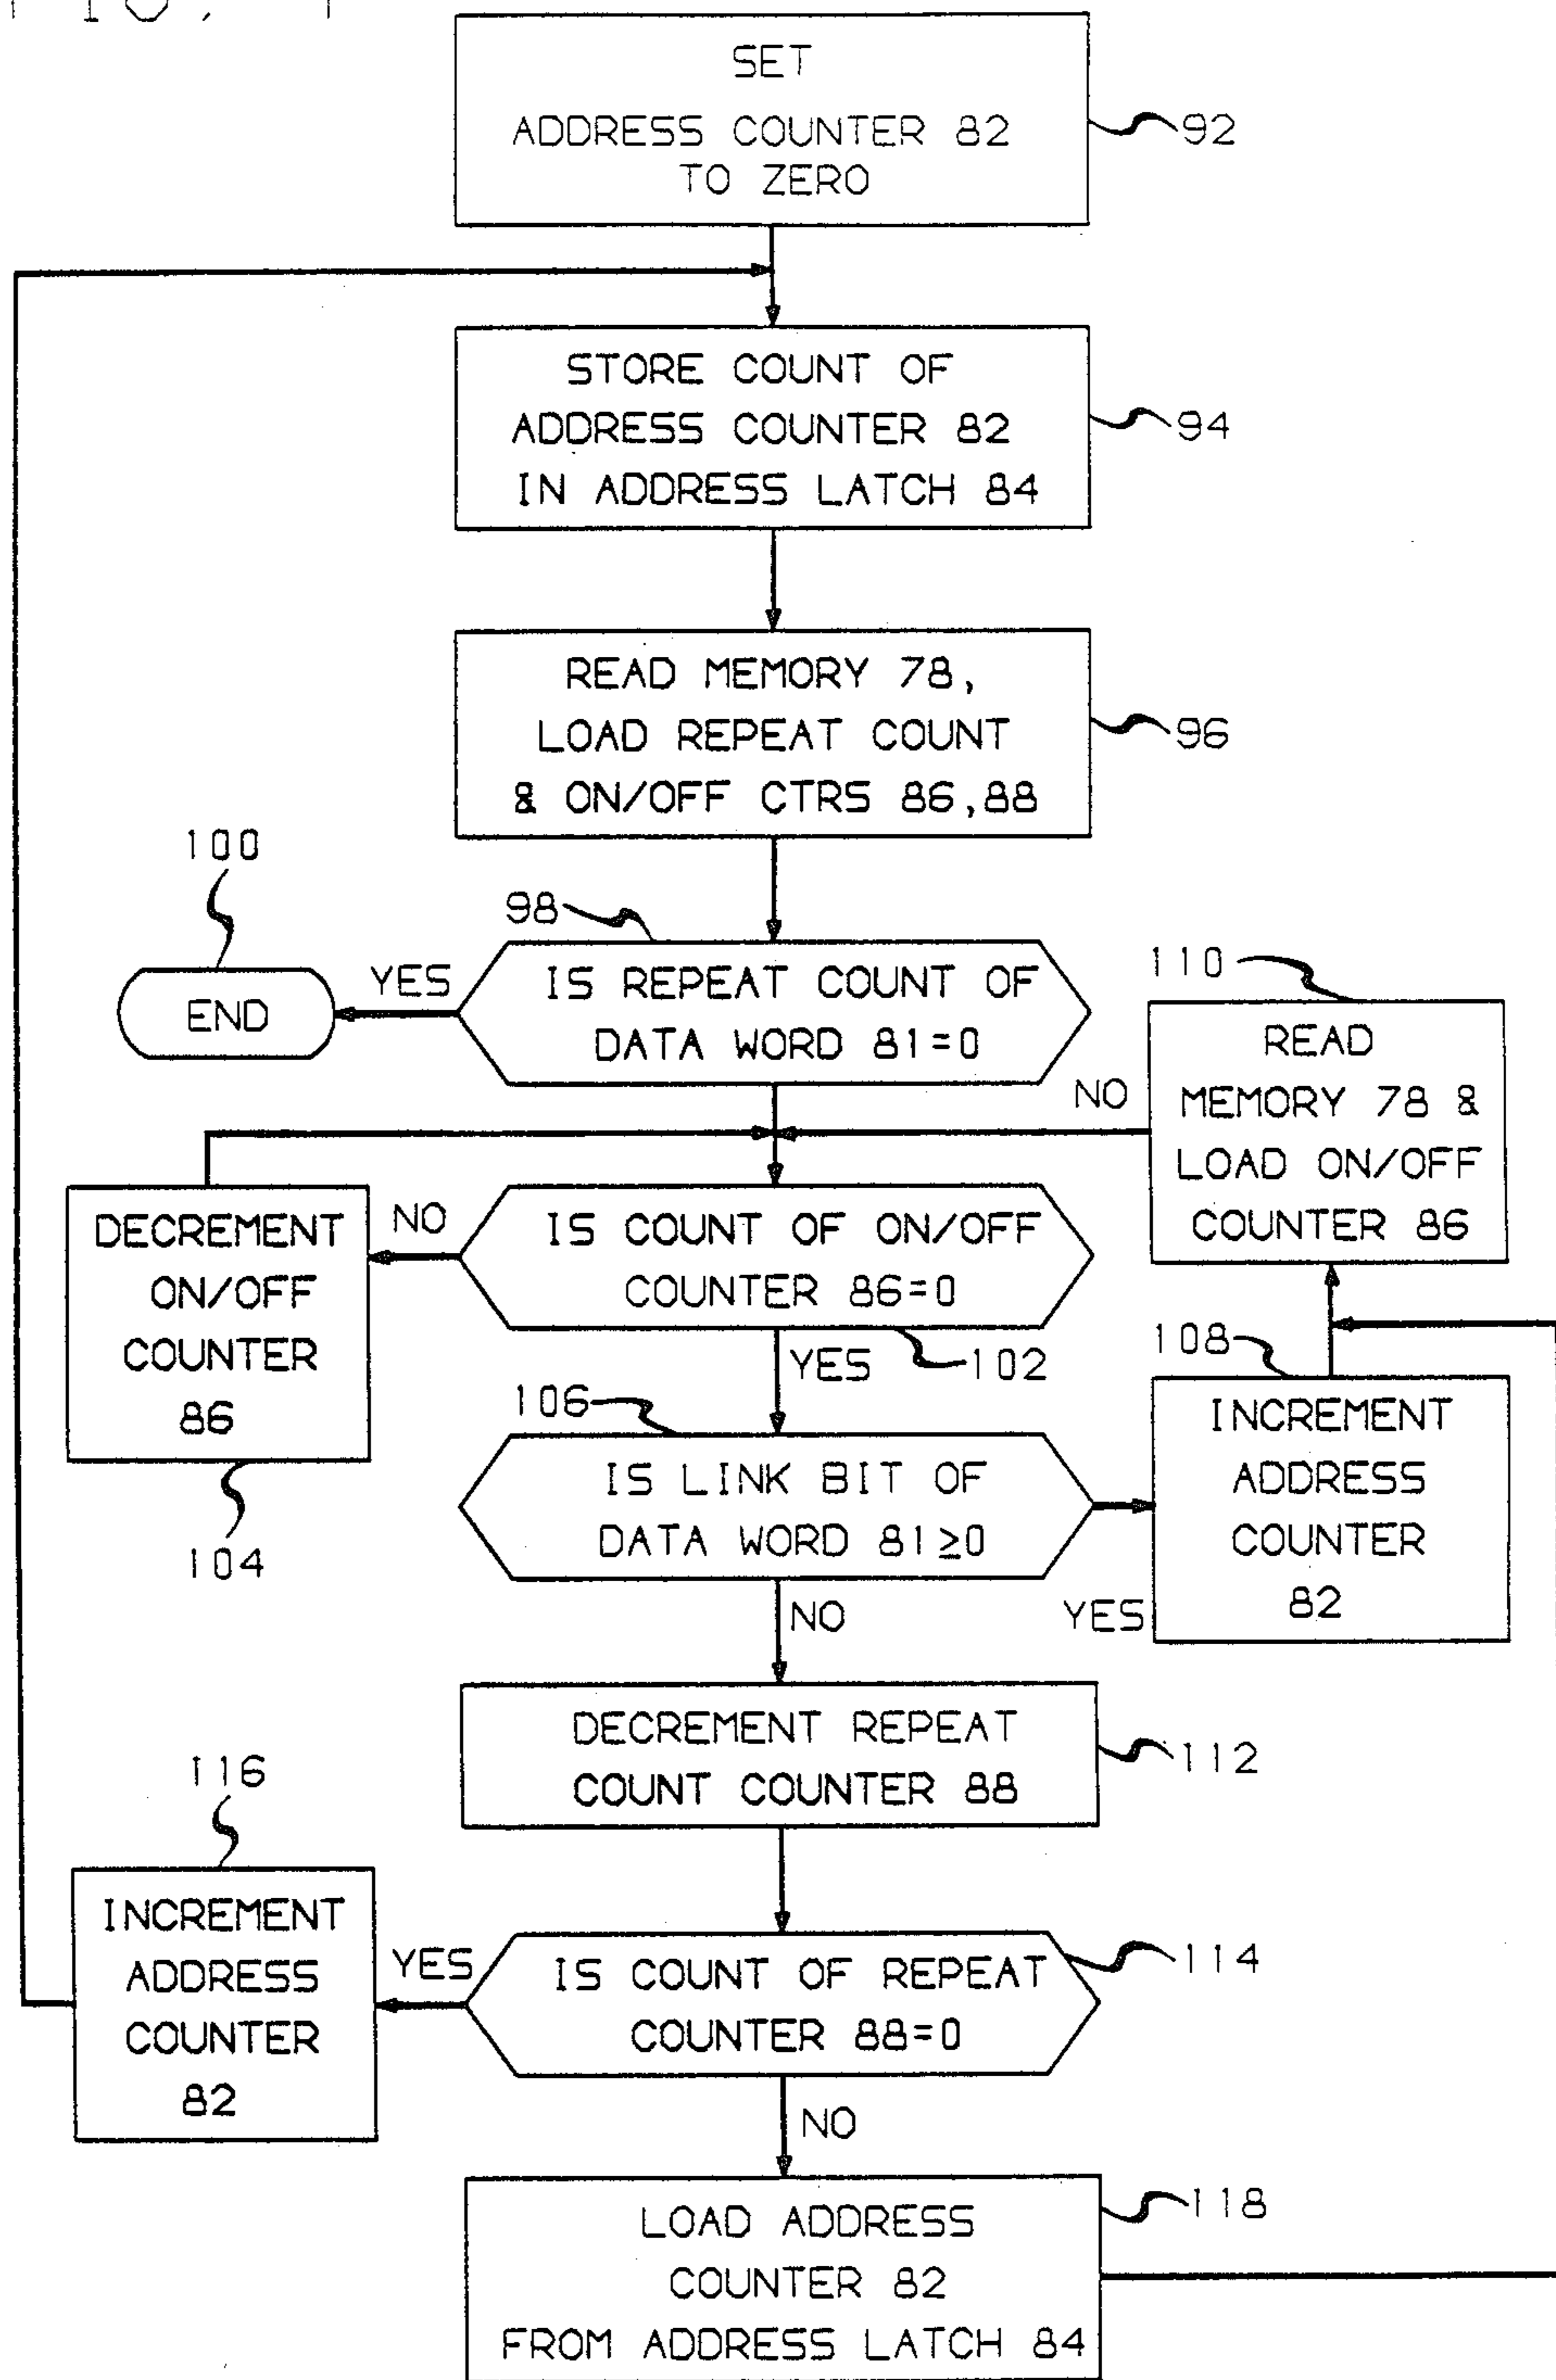 SET
ADDRESS COUNTER 82
TO ZERO
92
STORE COUNT OF
ADDRESS COUNTER 82
IN ADDRESS LATCH 84
94
READ MEMORY 78,
LOAD REPEAT COUNT
& ON/OFF CTRS 86,88
96
100
98
END
YES
IS REPEAT COUNT OF
DATA WORD 81=0
110
READ
MEMORY 78 &
LOAD ON/OFF
COUNTER 86
NO
DECREMENT
ON/OFF
COUNTER
86
104
NO
IS COUNT OF ON/OFF
COUNTER 86=0
YES
102
106
IS LINK BIT OF
DATA WORD 81≥0
108
INCREMENT
ADDRESS
COUNTER
82
YES
NO
DECREMENT REPEAT
COUNT COUNTER 88
112
116
INCREMENT
ADDRESS
COUNTER
82
YES
IS COUNT OF REPEAT
COUNTER 88=0
114
NO
LOAD ADDRESS
COUNTER 82
FROM ADDRESS LATCH 84
118